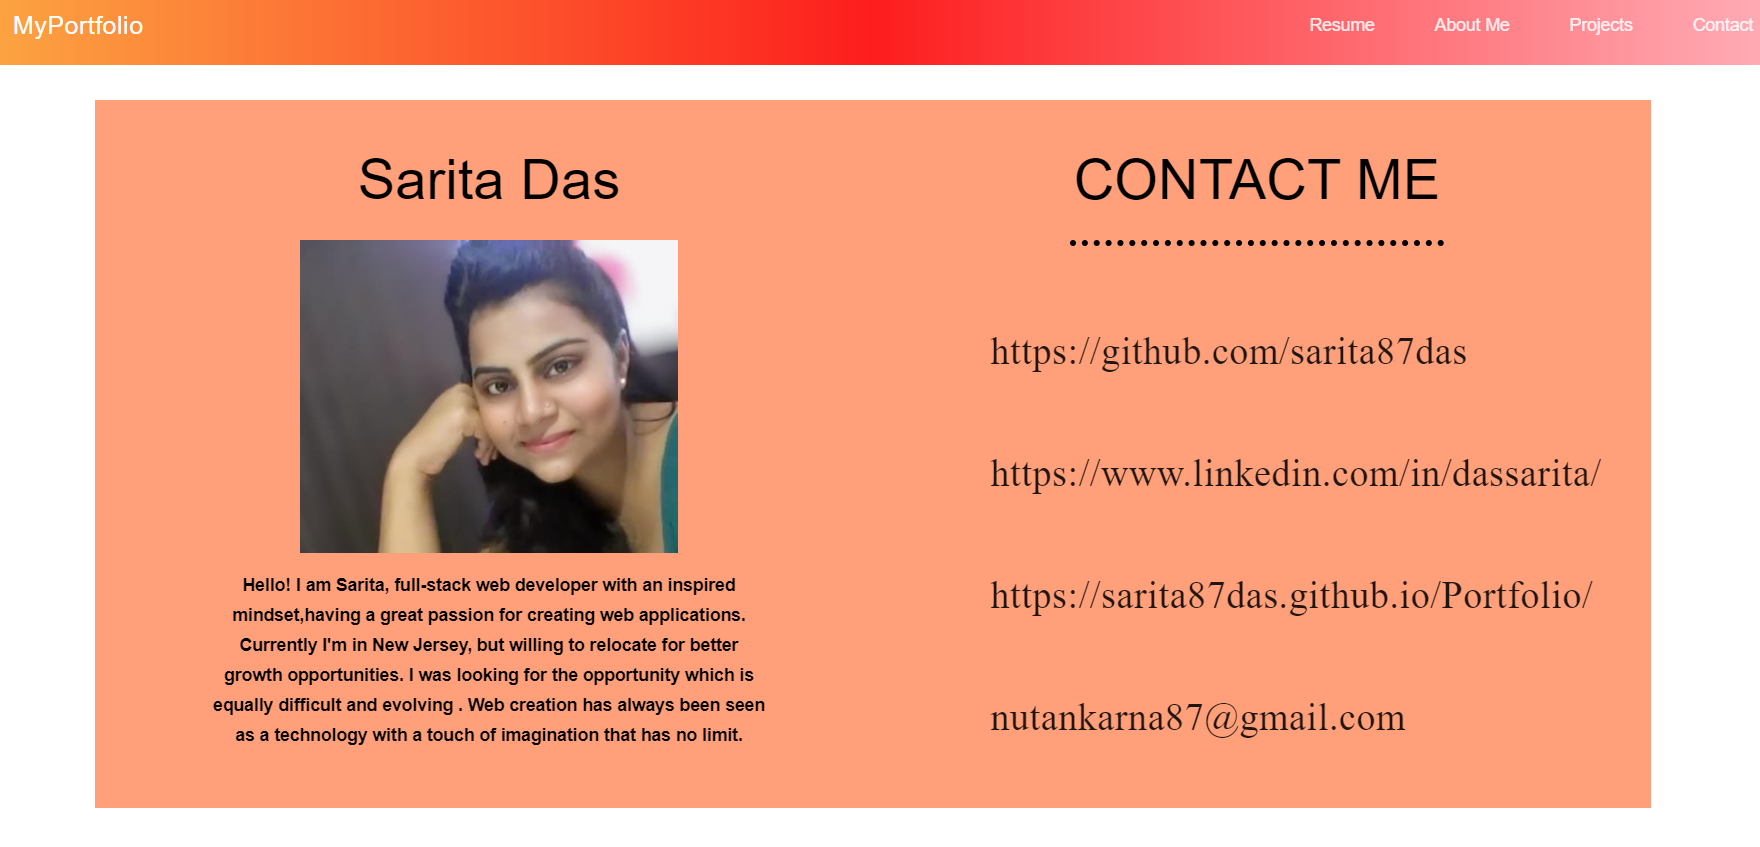 MyPortfolio
Resume
About Me
Projects
Contact
Sarita Das
Hello! I am Sarita, full-stack web developer with an inspired
mindset,having a great passion for creating web applications.
Currently I'm in New Jersey, but willing to relocate for better
growth opportunities. I was looking for the opportunity which is
equally difficult and evolving . Web creation has always been seen
as a technology with a touch of imagination that has no limit.
CONTACT ME
https://github.com/sarita87das
https://www.linkedin.com/in/dassarita/
https://sarita87das.github.io/Portfolio/
nutankarna87@gmail.com